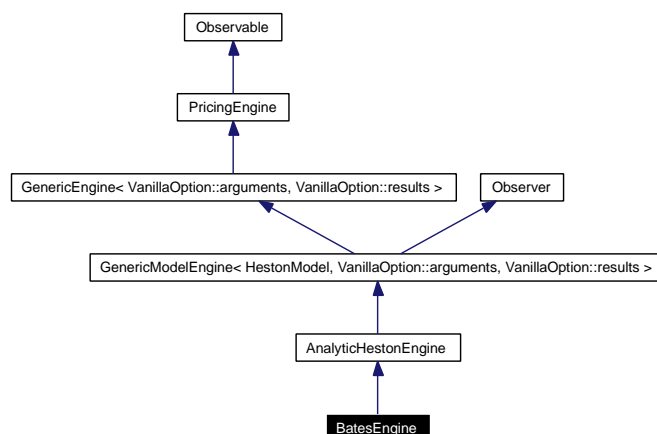 Observable
PricingEngine
GenericEngine< VanillaOption::arguments, VanillaOption::results >
Observer
GenericModelEngine< HestonModel, VanillaOption::arguments, VanillaOption::results >
AnalyticHestonEngine
BatesEngine